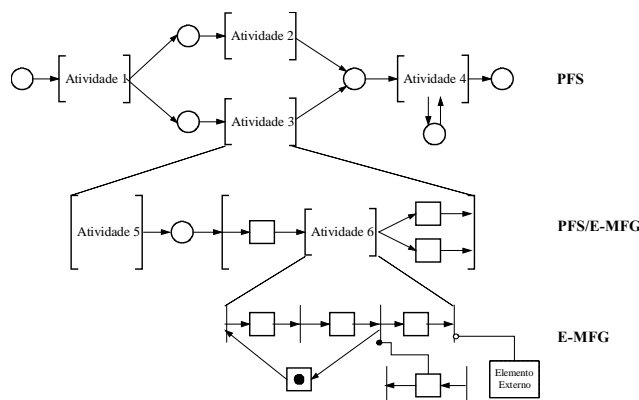 Atividade 2
Atividade 1
Atividade 4
PFS
Atividade 3
Atividade 5
Atividade 6
PFS/E-MFG
E-MFG
Elemento
Externo